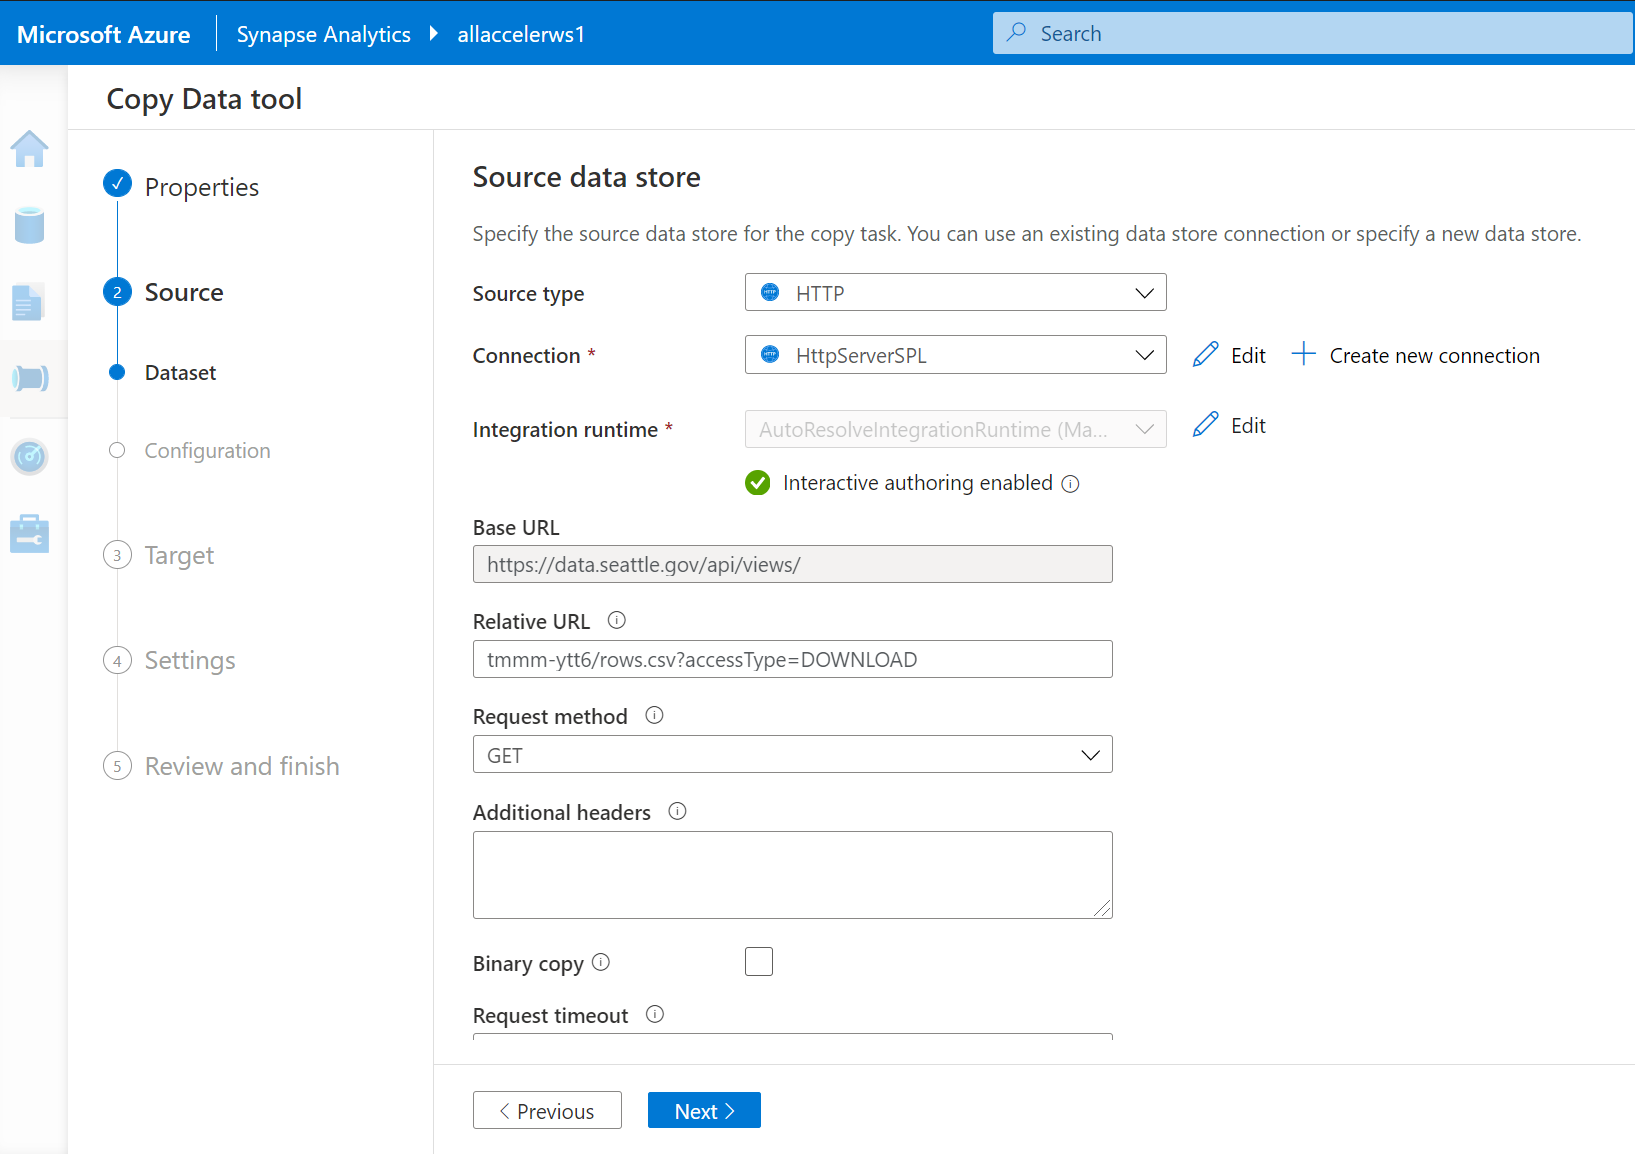 Microsoft Azure
Synapse Analytics
allaccelerws1
Search
Copy Data tool
Properties
2 Source
Dataset
Configuration
3 Target
4 Settings
5 Review and finish
Source data store
Specify the source data store for the copy task. You can use an existing data store connection or specify a new data store.
Source type
HTTP HTTP
Connection *
HTTP HttpServerSPL
Edit
Create new connection
Integration runtime *
AutoResolveIntegrationRuntime (Ma...
Edit
Interactive authoring enabled
Base URL
https://data.seattle.gov/api/views/
Relative URL
tmmm-ytt6/rows.csv?accessType=DOWNLOAD
Request method
GET
Additional headers
Binary copy
Request timeout
Previous
Next